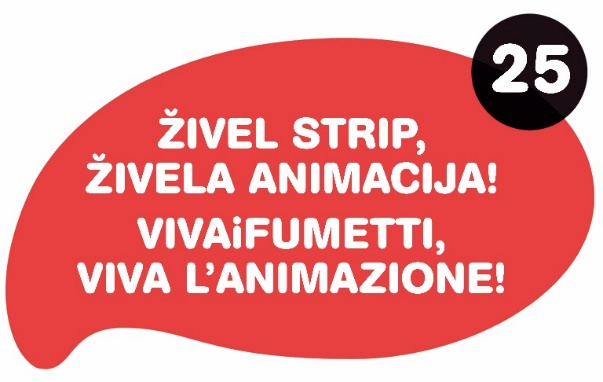 25
ŽIVEL STRIP,
ŽIVELA ANIMACIJA!
VIVAiFUMETTI,
VIVA L'ANIMAZIONE!